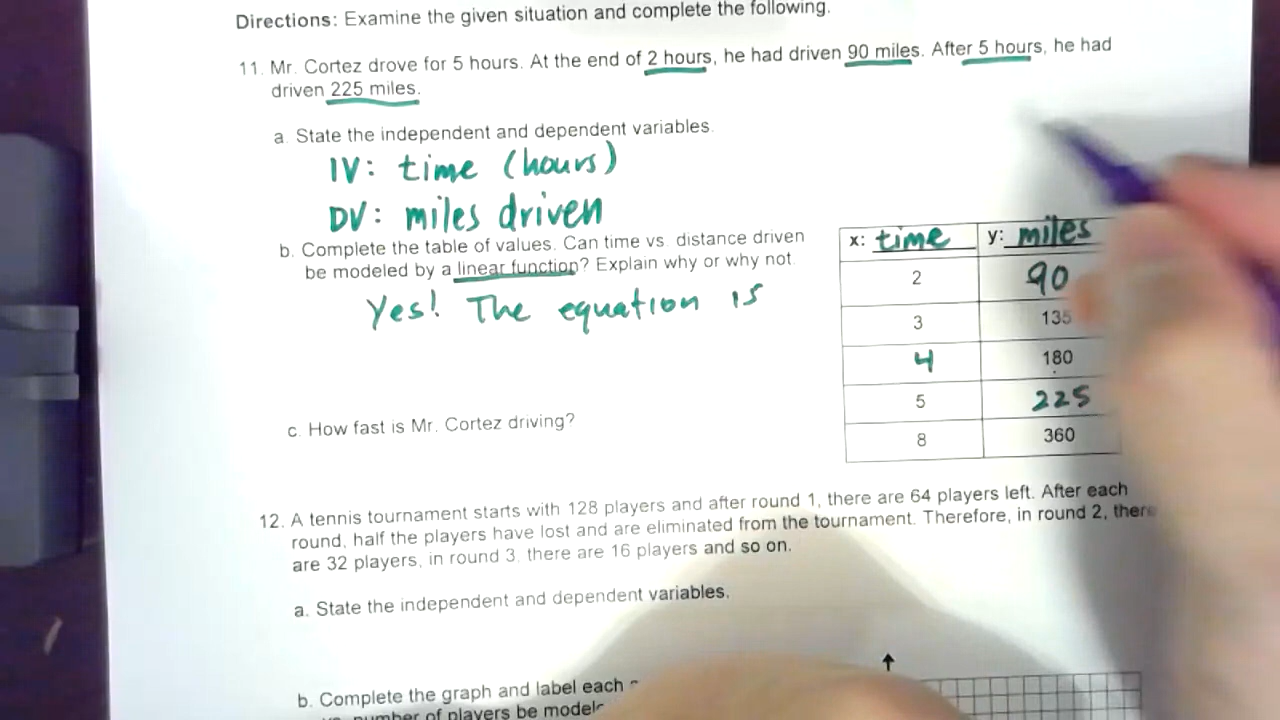 Directions: Examine the given situation and complete the following.
11. Mr. Cortez drove for 5 hours. At the end of 2 hours, he had driven 90 miles. After 5 hours, he had
driven 225 miles.
a. State the independent and dependent variables.
IV: time (hours)
DV: miles driven
b. Complete the table of values. Can time vs. distance driven
be modeled by a linear function? Explain why or why not.
Yes! The equation is
x: time y: miles
2 90
3 135
4 180
5 225
8 360
c. How fast is Mr. Cortez driving?
12. A tennis tournament starts with 128 players and after round 1, there are 64 players left. After each
round, half the players have lost and are eliminated from the tournament. Therefore, in round 2, there
are 32 players, in round 3, there are 16 players and so on.
a. State the independent and dependent variables.
b. Complete the graph and label each
number of players be